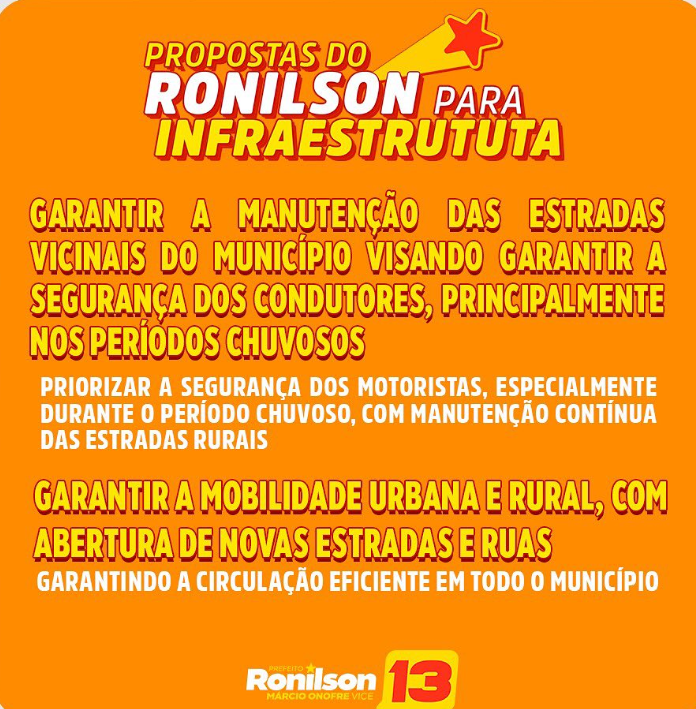 PROPOSTAS DO
RONILSON PARA
INFRAESTRUTUTA
GARANTIR A MANUTENÇÃO DAS ESTRADAS
VICINAIS DO MUNICÍPIO VISANDO GARANTIR A
SEGURANÇA DOS CONDUTORES, PRINCIPALMENTE
NOS PERÍODOS CHUVOSOS
PRIORIZAR A SEGURANÇA DOS MOTORISTAS, ESPECIALMENTE
DURANTE O PERÍODO CHUVOSO, COM MANUTENÇÃO CONTÍNUA
DAS ESTRADAS RURAIS
GARANTIR A MOBILIDADE URBANA E RURAL, COM
ABERTURA DE NOVAS ESTRADAS E RUAS
GARANTINDO A CIRCULAÇÃO EFICIENTE EM TODO O MUNICÍPIO
PREFEITO
Ronilson 13
MÁRCIO ONOFRE VICE